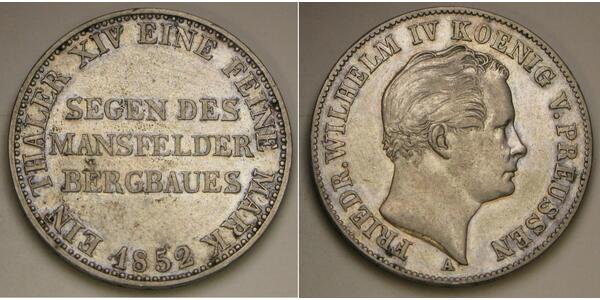 EIN THALER XIV EINE FEINE MARK
SEGEN DES
MANSFELDER
BERGBAUES
1852
FRIEDR. WILHELM IV KOENIG V. PREUSSEN
A